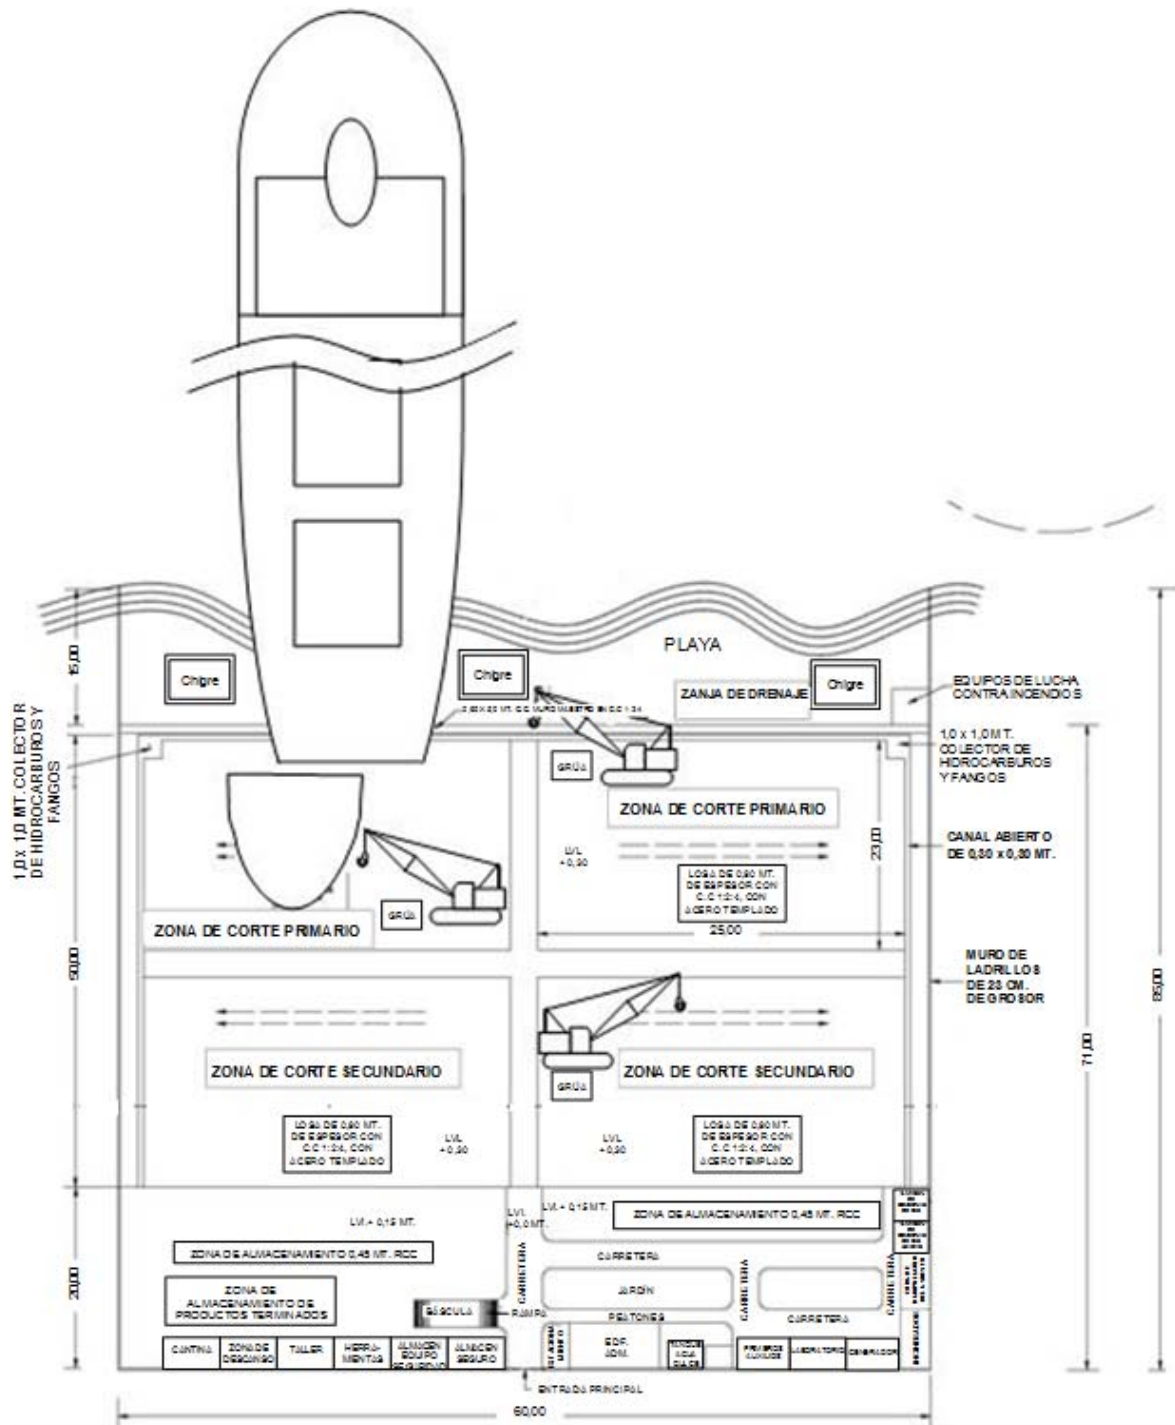 PLAYA
15,00
Chigre
Chigre
Chigre
ZANJA DE DRENAJE
EQUIPOS DE LUCHA
CONTRA INCENDIOS
1,0 x 1,0 MT. COLECTOR
DE HIDROCARBUROS Y
FANGOS
1,0 x 1,0 MT.
COLECTOR DE
HIDROCARBUROS
Y FANGOS
GRÚA
ZONA DE CORTE PRIMARIO
LVL
+0,30
23,00
CANAL ABIERTO
DE 0,30 x 0,30 MT.
LOSA DE 0,80 MT.
DE ESPESOR CON
C.C 1:2:4, CON
ACERO TEMPLADO
25,00
GRÚA
ZONA DE CORTE PRIMARIO
50,00
MURO DE
LADRILLOS
DE 23 CM.
DE GROSOR
85,00
71,00
ZONA DE CORTE SECUNDARIO
GRÚA
ZONA DE CORTE SECUNDARIO
LOSA DE 0,80 MT.
DE ESPESOR CON
C.C 1:2:4, CON
ACERO TEMPLADO
LVL
+0,30
LVL
+0,30
LOSA DE 0,80 MT.
DE ESPESOR CON
C.C 1:2:4, CON
ACERO TEMPLADO
20,00
LVL + 0,15 MT.
LVL
+0,0 MT.
LVL + 0,15 MT.
ZONA DE ALMACENAMIENTO 0,45 MT. RCC
ZONA DE ALMACENAMIENTO 0,45 MT. RCC
CARRETERA
CARRETERA
CARRETERA
CARRETERA
ZONA DE
ALMACENAMIENTO DE
PRODUCTOS TERMINADOS
JARDÍN
BÁSCULA
RAMPA
PEATONES
CARRETERA
CANTINA
ZONA DE
DESCANSO
TALLER
HERRA-
MIENTAS
ALMACEN
EQUIPO
SEGURIDAD
ALMACEN
SEGURO
EDIF.
ADM.
PRIMEROS
AUXILIOS
LABORATORIO
GENERADOR
ENTRADA PRINCIPAL
60,00